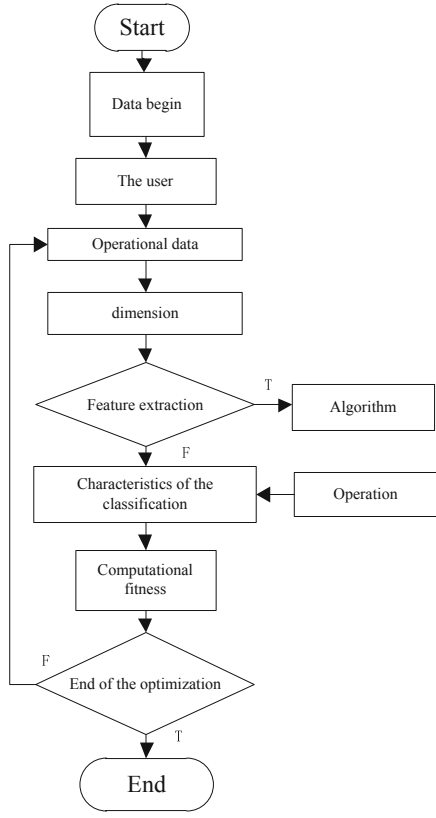 Start
Data begin
The user
Operational data
dimension
Feature extraction
T
Algorithm
F
Characteristics of the
classification
Operation
Computational
fitness
F
End of the optimization
T
End